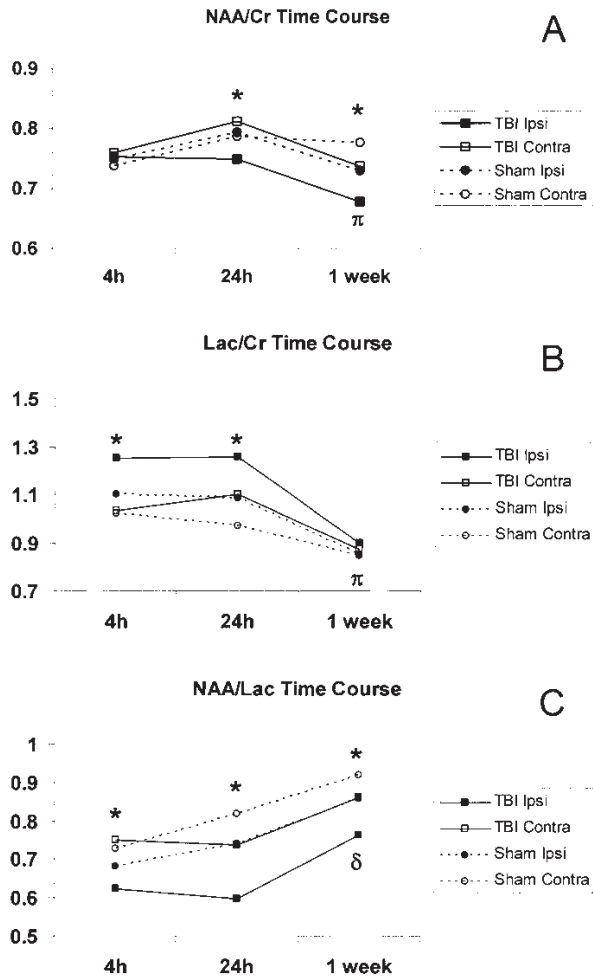 NAA/Cr Time Course
A
0.9
0.8
0.7
0.6
*
*
π
4h 24h 1 week
TBI Ipsi
TBI Contra
Sham Ipsi
Sham Contra
Lac/Cr Time Course
B
1.5
1.3
1.1
0.9
0.7
*
*
π
4h 24h 1 week
TBI Ipsi
TBI Contra
Sham Ipsi
Sham Contra
NAA/Lac Time Course
C
1
0.9
0.8
0.7
0.6
0.5
*
*
*
δ
4h 24h 1 week
TBI Ipsi
TBI Contra
Sham Ipsi
Sham Contra